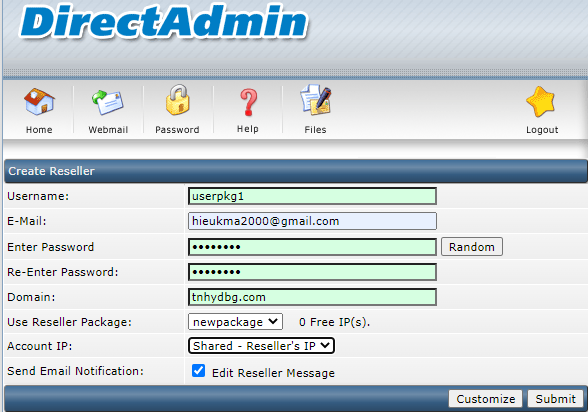 DirectAdmin
Home Webmail Password Help Files Logout
Create Reseller
Username: userpkg1
E-Mail: hieukma2000@gmail.com
Enter Password •••••••• Random
Re-Enter Password: ••••••••
Domain: tnhydbg.com
Use Reseller Package: newpackage 0 Free IP(s).
Account IP: Shared - Reseller's IP
Send Email Notification: Edit Reseller Message
Customize Submit